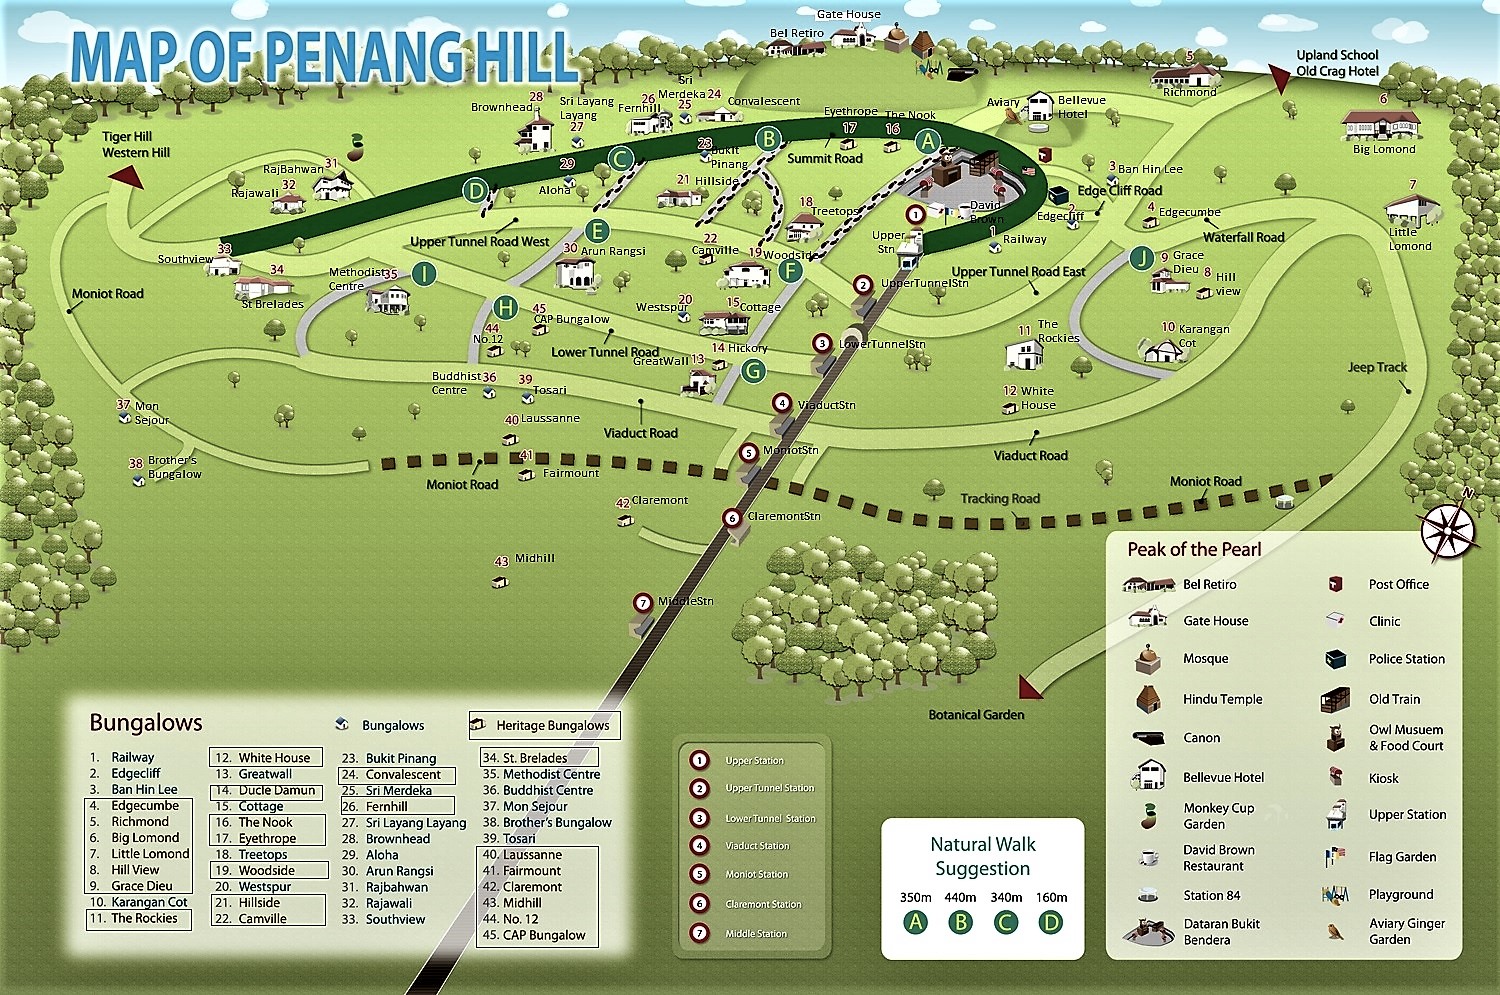 MAP OF PENANG HILL
Gate House
Bel Retiro
Upland School
Old Crag Hotel
5
Richmond
6
Big Lomond
Tiger Hill
Western Hill
28
Brownhead
Sri Layang
Layang
27
26
Fernhill
Sri
Merdeka
25
24
Convalescent
Eyethrope
17
The Nook
16
Aviary
Bellevue
Hotel
A
B
C
D
Summit Road
23
Bukit
Pinang
29
Aloha
21
Hillside
18
Treetops
RajBahwan
31
Rajawali
32
3
Ban Hin Lee
Edge Cliff Road
2
Edgecliff
4
Edgecumbe
Waterfall Road
7
Little
Lomond
David
Brown
1
Upper
Stn
1
Railway
Upper Tunnel Road West
E
30
Arun Rangsi
22
Camville
19
Woodside
F
33
Southview
34
St Brelades
Methodist
Centre
35
I
Moniot Road
H
44
No.12
45
CAP Bungalow
Westspur
20
15
Cottage
2
UpperTunnelStn
Upper Tunnel Road East
J
9
Grace
Dieu
8
Hill
view
10
Karangan
Cot
11
The
Rockies
3
LowerTunnelStn
Lower Tunnel Road
GreatWall
13
14
Hickory
G
Buddhist
Centre
36
39
Tosari
40
Laussanne
Viaduct Road
4
ViaductStn
12
White
House
Jeep Track
Viaduct Road
37
Mon
Sejour
38
Brother's
Bungalow
41
Fairmount
Moniot Road
5
MoniotStn
Tracking Road
Moniot Road
42
Claremont
6
ClaremontStn
43
Midhill
7
MiddleStn
Botanical Garden
N
Peak of the Pearl
Bel Retiro
Gate House
Mosque
Hindu Temple
Canon
Bellevue Hotel
Monkey Cup
Garden
David Brown
Restaurant
Station 84
Dataran Bukit
Bendera
Post Office
Clinic
Police Station
Old Train
Owl Musuem
& Food Court
Kiosk
Upper Station
Flag Garden
Playground
Aviary Ginger
Garden
Bungalows
Bungalows
Heritage Bungalows
1. Railway
2. Edgecliff
3. Ban Hin Lee
4. Edgecumbe
5. Richmond
6. Big Lomond
7. Little Lomond
8. Hill View
9. Grace Dieu
10. Karangan Cot
11. The Rockies
12. White House
13. Greatwall
14. Ducle Damun
15. Cottage
16. The Nook
17. Eyethrope
18. Treetops
19. Woodside
20. Westspur
21. Hillside
22. Camville
23. Bukit Pinang
24. Convalescent
25. Sri Merdeka
26. Fernhill
27. Sri Layang Layang
28. Brownhead
29. Aloha
30. Arun Rangsi
31. Rajbahwan
32. Rajawali
33. Southview
34. St. Brelades
35. Methodist Centre
36. Buddhist Centre
37. Mon Sejour
38. Brother's Bungalow
39. Tosari
40. Laussanne
41. Fairmount
42. Claremont
43. Midhill
44. No. 12
45. CAP Bungalow
1 Upper Station
2 Upper Tunnel Station
3 Lower Tunnel Station
4 Viaduct Station
5 Moniot Station
6 Claremont Station
7 Middle Station
Natural Walk
Suggestion
350m 440m 340m 160m
A B C D